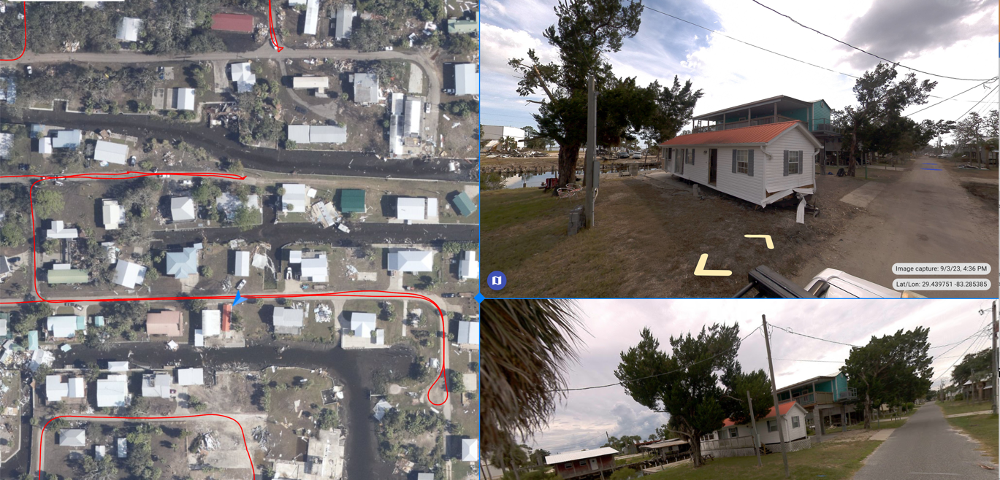 Image capture: 9/3/23, 4:36 PM
Lat/Lon: 29.439751 -83.285385